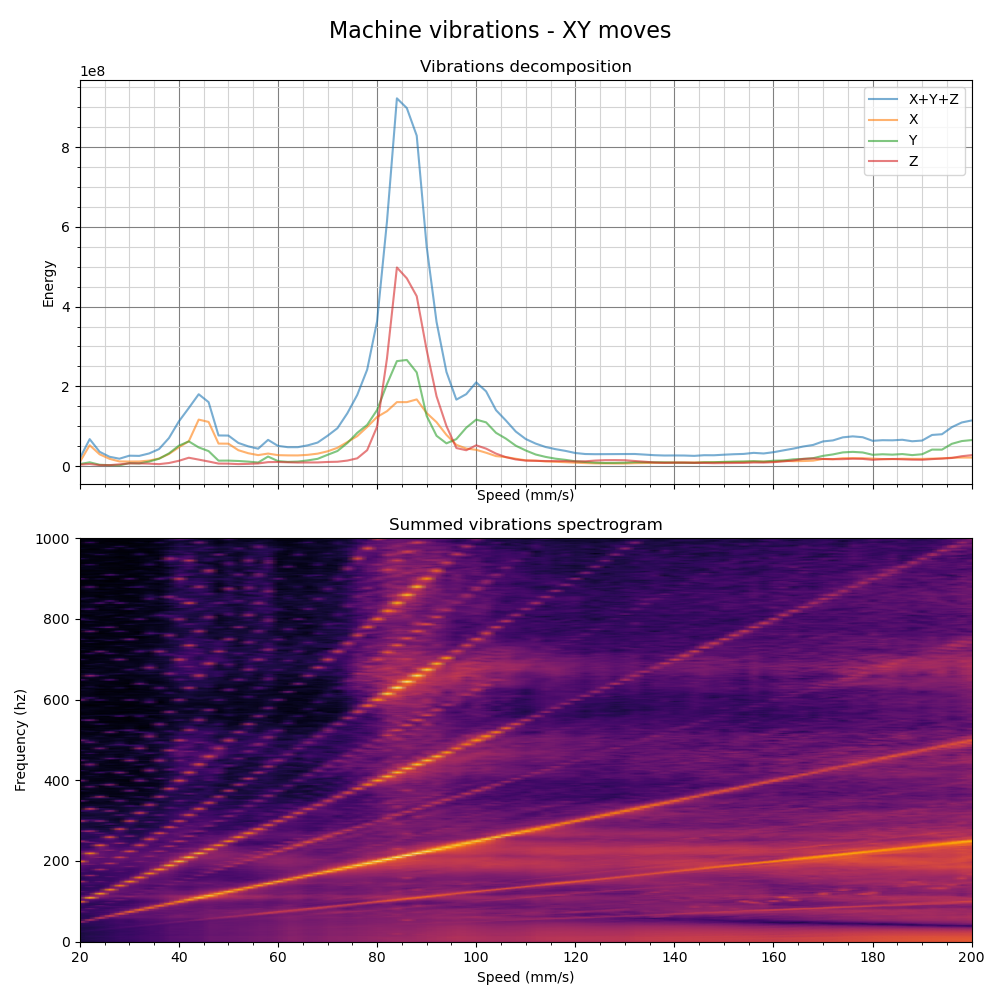 Machine vibrations - XY moves
Vibrations decomposition
1e8
X+Y+Z
X
Y
Z
8
6
4
2
0
Energy
Speed (mm/s)
Summed vibrations spectrogram
1000
800
600
400
200
0
Frequency (hz)
20 40 60 80 100 120 140 160 180 200
Speed (mm/s)